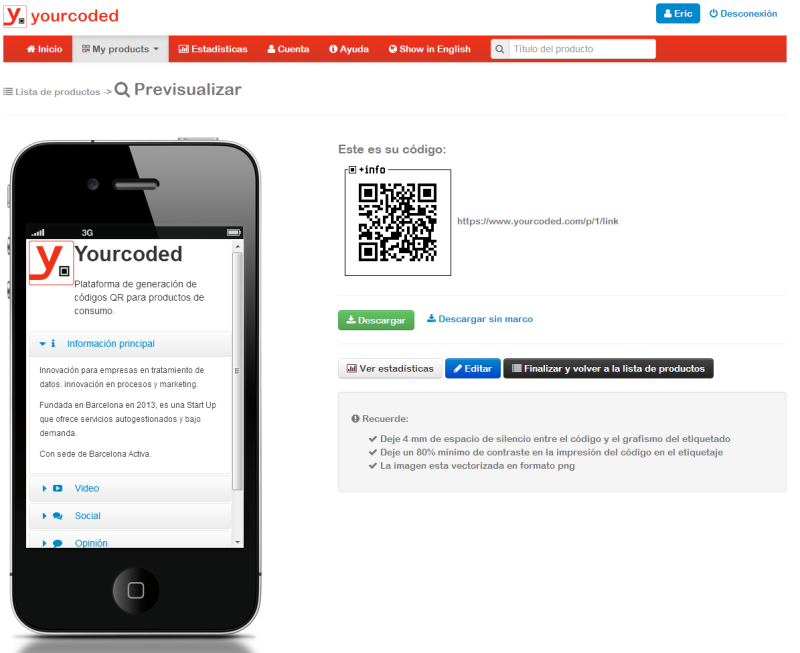 y. yourcoded
Eric
Desconexión
Inicio
My products
Estadísticas
Cuenta
Ayuda
Show in English
Título del producto
Lista de productos -> Previsualizar
3G
y. Yourcoded
Plataforma de generación de
códigos QR para productos de
consumo.
Información principal
Innovación para empresas en tratamiento de
datos. innovación en procesos y marketing.
Fundada en Barcelona en 2013, es una Start Up
que ofrece servicios autogestionados y bajo
demanda.
Con sede de Barcelona Activa.
Video
Social
Opinión
Este es su código:
+info
https://www.yourcoded.com/p/1/link
Descargar
Descargar sin marco
Ver estadísticas
Editar
Finalizar y volver a la lista de productos
Recuerde:
Deje 4 mm de espacio de silencio entre el código y el grafismo del etiquetado
Deje un 80% mínimo de contraste en la impresión del código en el etiquetaje
La imagen esta vectorizada en formato png